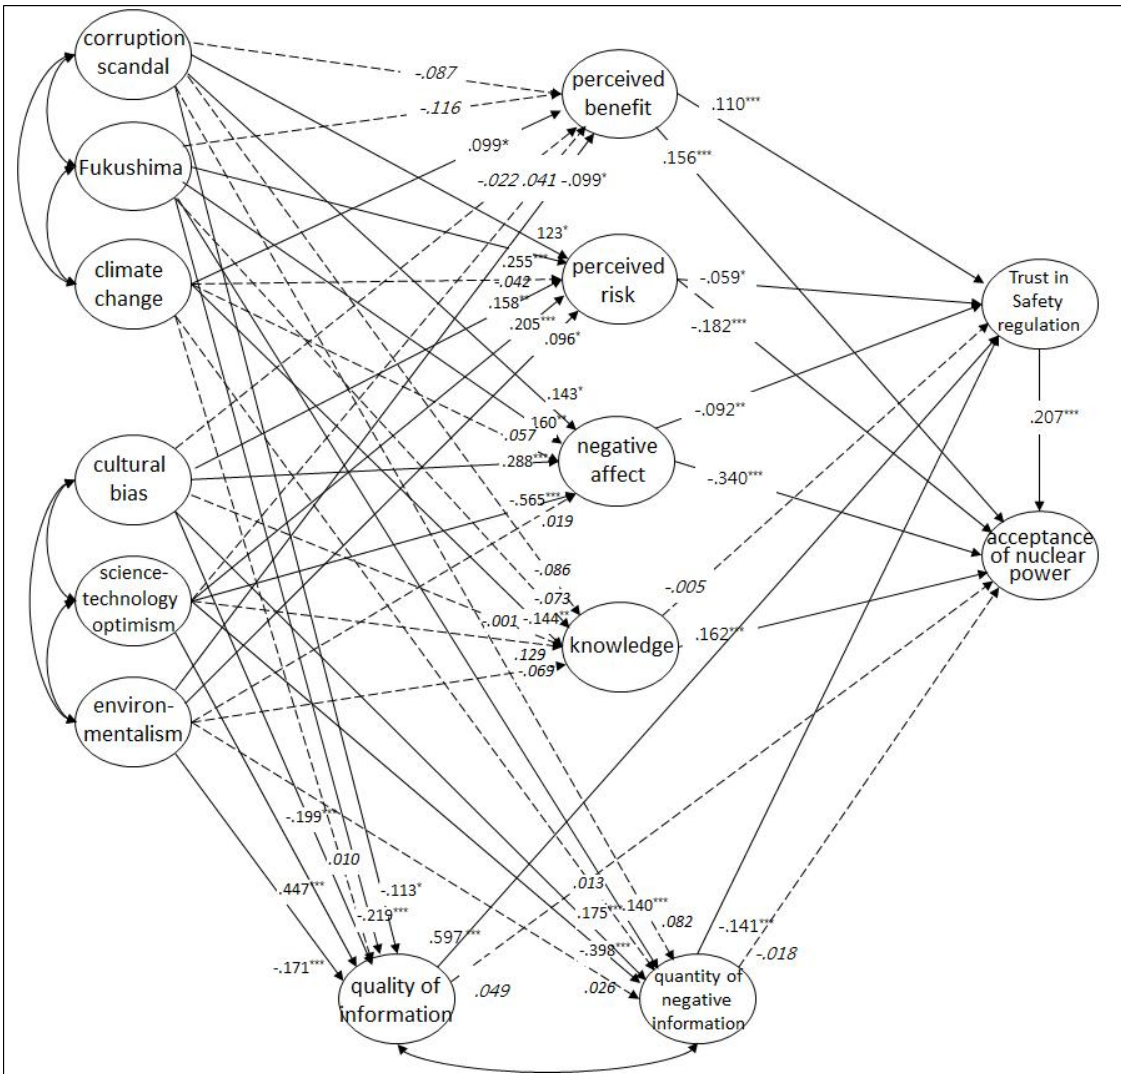 corruption
scandal
Fukushima
climate
change
cultural
bias
science-
technology
optimism
environ-
mentalism
perceived
benefit
perceived
risk
negative
affect
knowledge
quality of
information
quantity of
negative
information
Trust in
Safety
regulation
acceptance
of nuclear
power
-.087
-.116
.099*
-.022 .041 -.099*
.123*
.255***
-.042
.158**
.205***
.096*
.143*
.160**
.057
.288***
-.565***
.019
-.086
-.073
-.001 -.144**
.129
-.069
-.199***
.010
.447***
-.113*
-.219***
-.171***
.597***
.049
.013
.175*** .140***
.082
-.398***
.026
-.141***
-.018
.110***
.156***
-.059*
-.182***
-.092**
-.340***
-.005
.162***
.207***